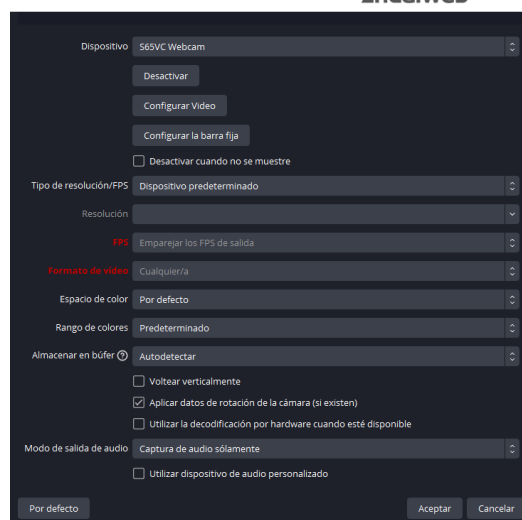 Dispositivo S65VC Webcam
Desactivar
Configurar Video
Configurar la barra fija
Desactivar cuando no se muestre
Tipo de resolución/FPS Dispositivo predeterminado
Resolución
FPS Emparejar los FPS de salida
Formato de vídeo Cualquier/a
Espacio de color Por defecto
Rango de colores Predeterminado
Almacenar en búfer ? Autodetectar
Voltear verticalmente
Aplicar datos de rotación de la cámara (si existen)
Utilizar la decodificación por hardware cuando esté disponible
Modo de salida de audio Captura de audio sólamente
Utilizar dispositivo de audio personalizado
Por defecto Aceptar Cancelar